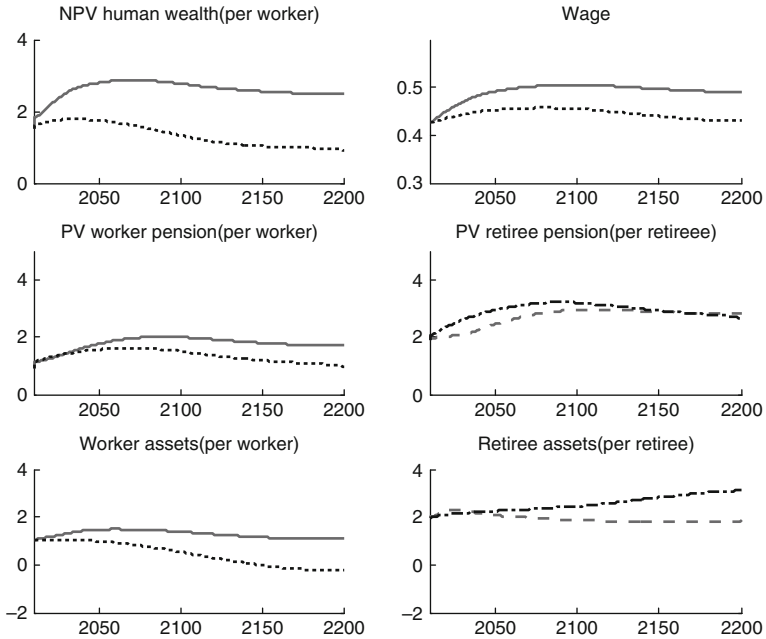 NPV human wealth(per worker)
4
2
0
2050 2100 2150 2200
Wage
0.5
0.4
0.3
2050 2100 2150 2200
PV worker pension(per worker)
4
2
0
2050 2100 2150 2200
PV retiree pension(per retireee)
4
2
0
2050 2100 2150 2200
Worker assets(per worker)
4
2
0
−2
2050 2100 2150 2200
Retiree assets(per retiree)
4
2
0
−2
2050 2100 2150 2200